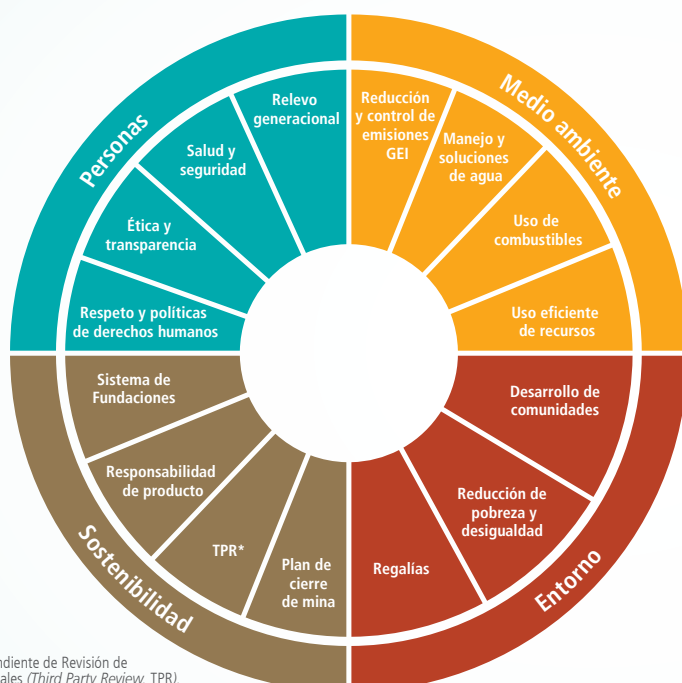 Personas
Relevo
generacional
Salud y
seguridad
Ética y
transparencia
Respeto y políticas
de derechos humanos
Medio ambiente
Reducción
y control de
emisiones
GEI
Manejo y
soluciones
de agua
Uso de
combustibles
Uso eficiente
de recursos
Sostenibilidad
Sistema de
Fundaciones
Responsabilidad
de producto
TPR*
Plan de
cierre
de mina
Entorno
Desarrollo de
comunidades
Reducción de
pobreza y
desigualdad
Regalías
ndiente de Revisión de
ales (Third Party Review, TPR)